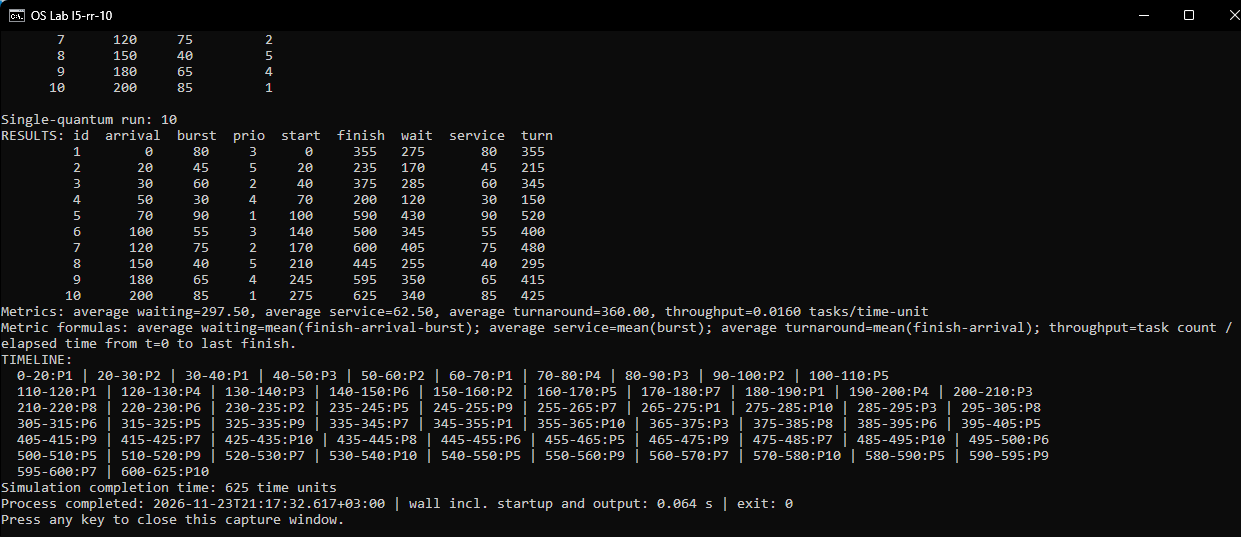 OS Lab I5-rr-10
7 120 75 2
8 150 40 5
9 180 65 4
10 200 85 1
Single-quantum run: 10
RESULTS: id arrival burst prio start finish wait service turn
1 0 80 3 0 355 275 80 355
2 20 45 5 20 235 170 45 215
3 30 60 2 40 375 285 60 345
4 50 30 4 70 200 120 30 150
5 70 90 1 100 590 430 90 520
6 100 55 3 140 500 345 55 400
7 120 75 2 170 600 405 75 480
8 150 40 5 210 445 255 40 295
9 180 65 4 245 595 350 65 415
10 200 85 1 275 625 340 85 425
Metrics: average waiting=297.50, average service=62.50, average turnaround=360.00, throughput=0.0160 tasks/time-unit
Metric formulas: average waiting=mean(finish-arrival-burst); average service=mean(burst); average turnaround=mean(finish-arrival); throughput=task count /
elapsed time from t=0 to last finish.
TIMELINE:
0-20:P1 | 20-30:P2 | 30-40:P1 | 40-50:P3 | 50-60:P2 | 60-70:P1 | 70-80:P4 | 80-90:P3 | 90-100:P2 | 100-110:P5
110-120:P1 | 120-130:P4 | 130-140:P3 | 140-150:P6 | 150-160:P2 | 160-170:P5 | 170-180:P7 | 180-190:P1 | 190-200:P4 | 200-210:P3
210-220:P8 | 220-230:P6 | 230-235:P2 | 235-245:P5 | 245-255:P9 | 255-265:P7 | 265-275:P1 | 275-285:P10 | 285-295:P3 | 295-305:P8
305-315:P6 | 315-325:P5 | 325-335:P9 | 335-345:P7 | 345-355:P1 | 355-365:P10 | 365-375:P3 | 375-385:P8 | 385-395:P6 | 395-405:P5
405-415:P9 | 415-425:P7 | 425-435:P10 | 435-445:P8 | 445-455:P6 | 455-465:P5 | 465-475:P9 | 475-485:P7 | 485-495:P10 | 495-500:P6
500-510:P5 | 510-520:P9 | 520-530:P7 | 530-540:P10 | 540-550:P5 | 550-560:P9 | 560-570:P7 | 570-580:P10 | 580-590:P5 | 590-595:P9
595-600:P7 | 600-625:P10
Simulation completion time: 625 time units
Process completed: 2026-11-23T21:17:32.617+03:00 | wall incl. startup and output: 0.064 s | exit: 0
Press any key to close this capture window.